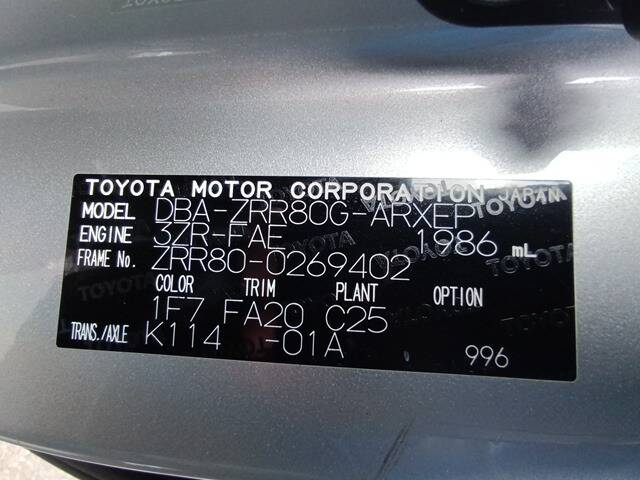 TOYOTA MOTOR CORPORATION JAPAN
MODEL DBA-ZRR80G-ARXEP
ENGINE 3ZR-FAE 1986 mL
FRAME No. ZRR80-0269402
COLOR TRIM PLANT OPTION
1F7 FA20 C25
TRANS./AXLE K114 -01A 996